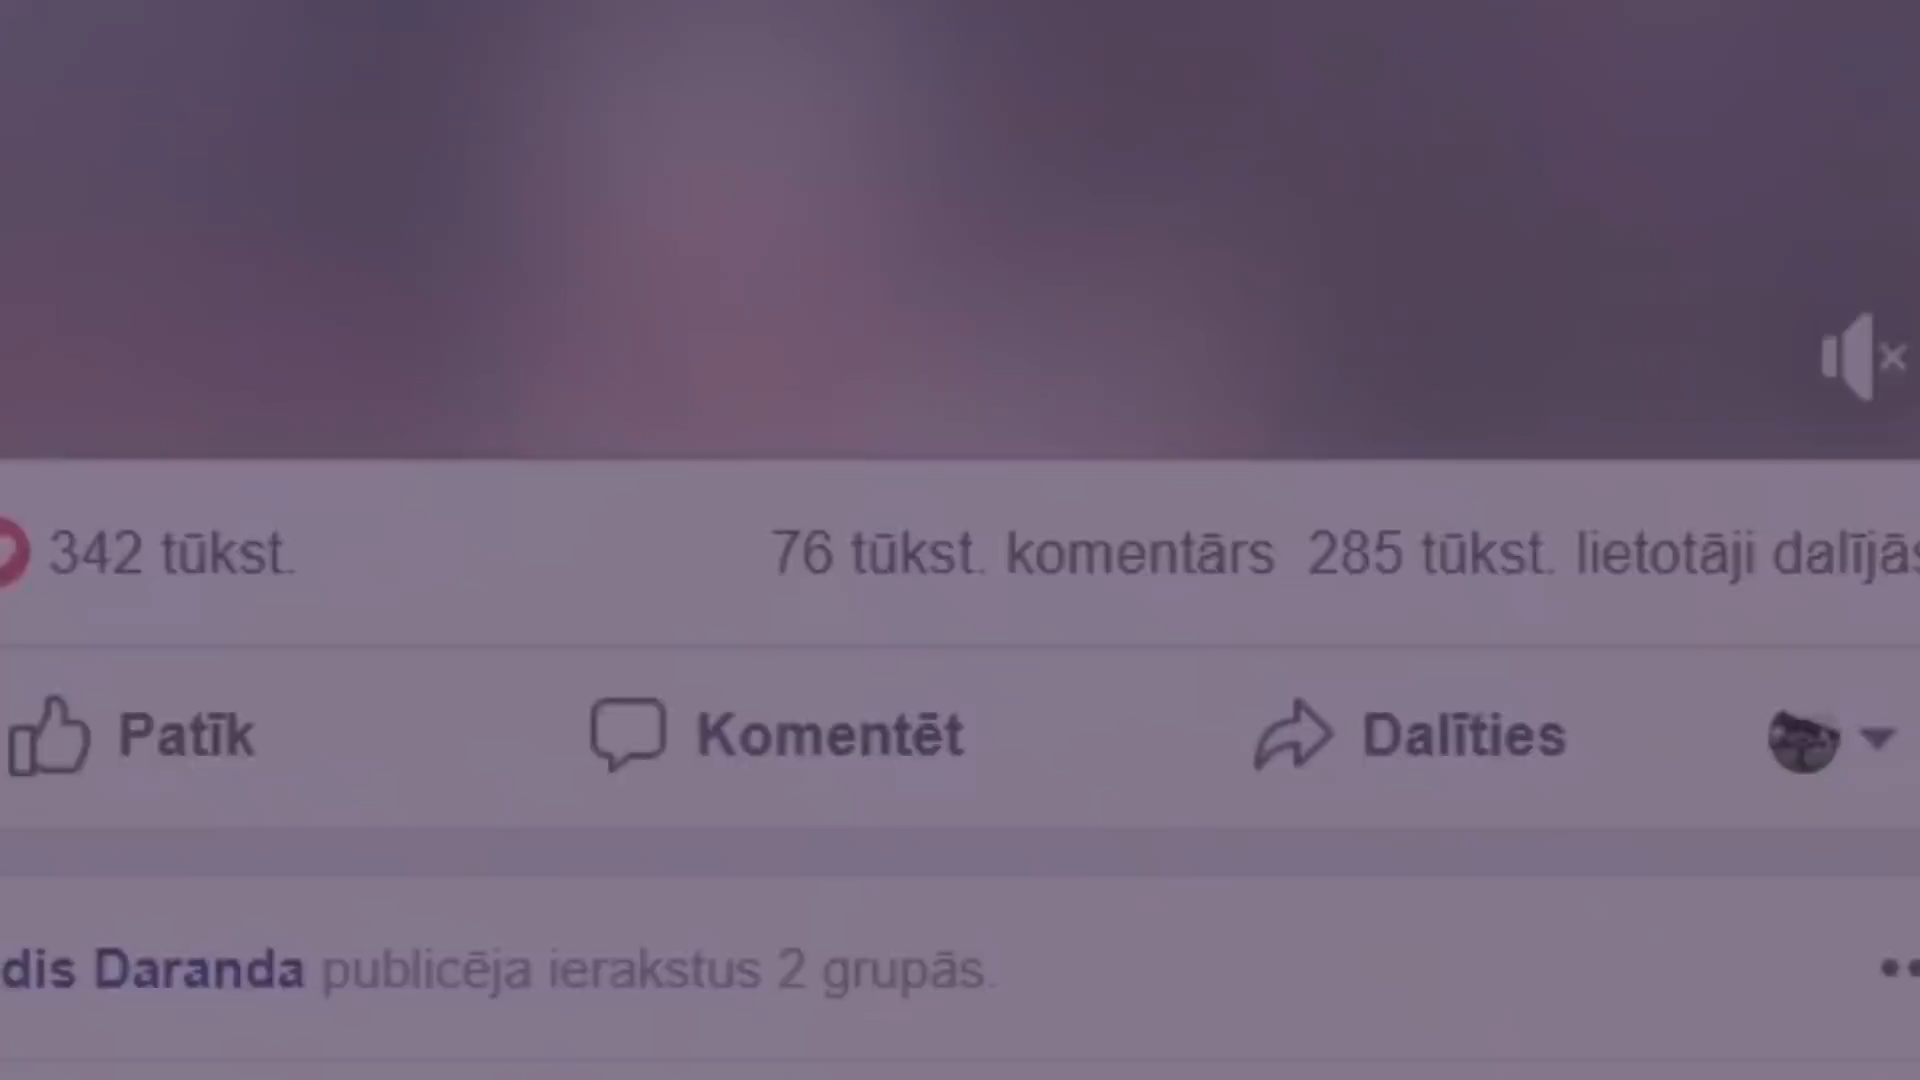 342 tūkst. 76 tūkst. komentārs 285 tūkst. lietotāji dalījās
Patīk Komentēt Dalīties
dis Daranda publicēja ierakstus 2 grupās.